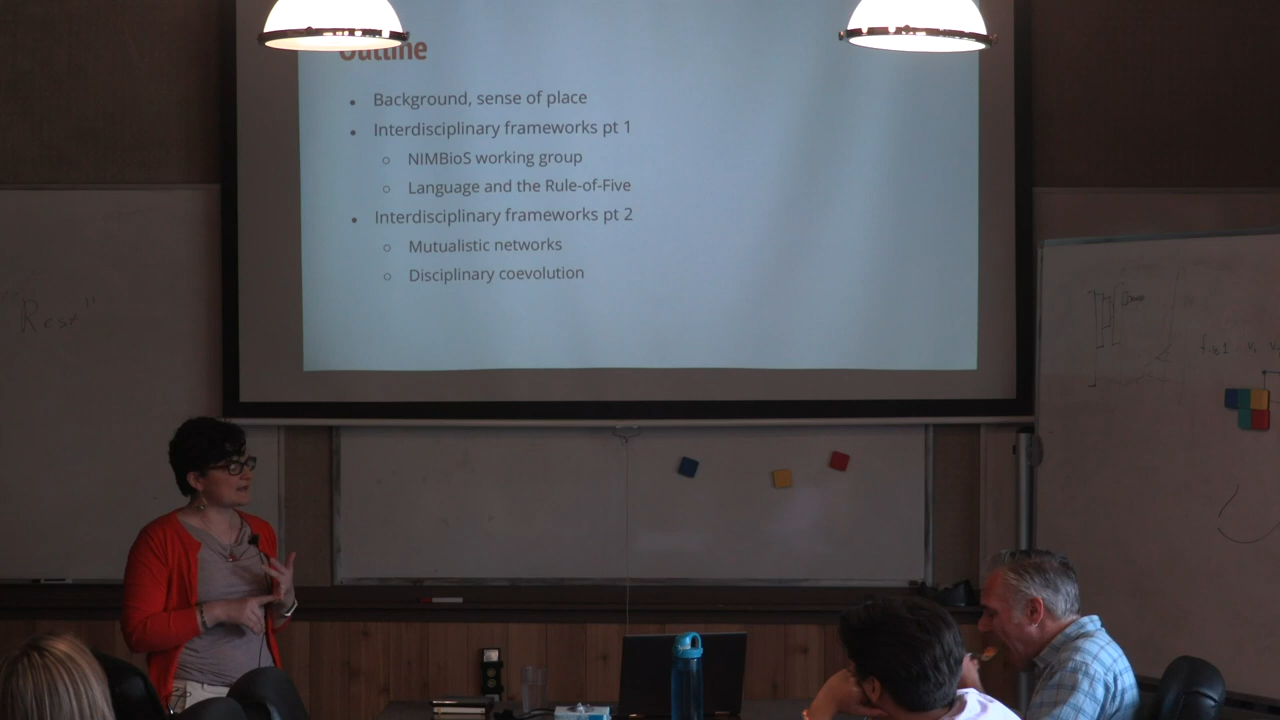 Outline
Background, sense of place
Interdisciplinary frameworks pt 1
NIMBioS working group
Language and the Rule-of-Five
Interdisciplinary frameworks pt 2
Mutualistic networks
Disciplinary coevolution
"Rest"